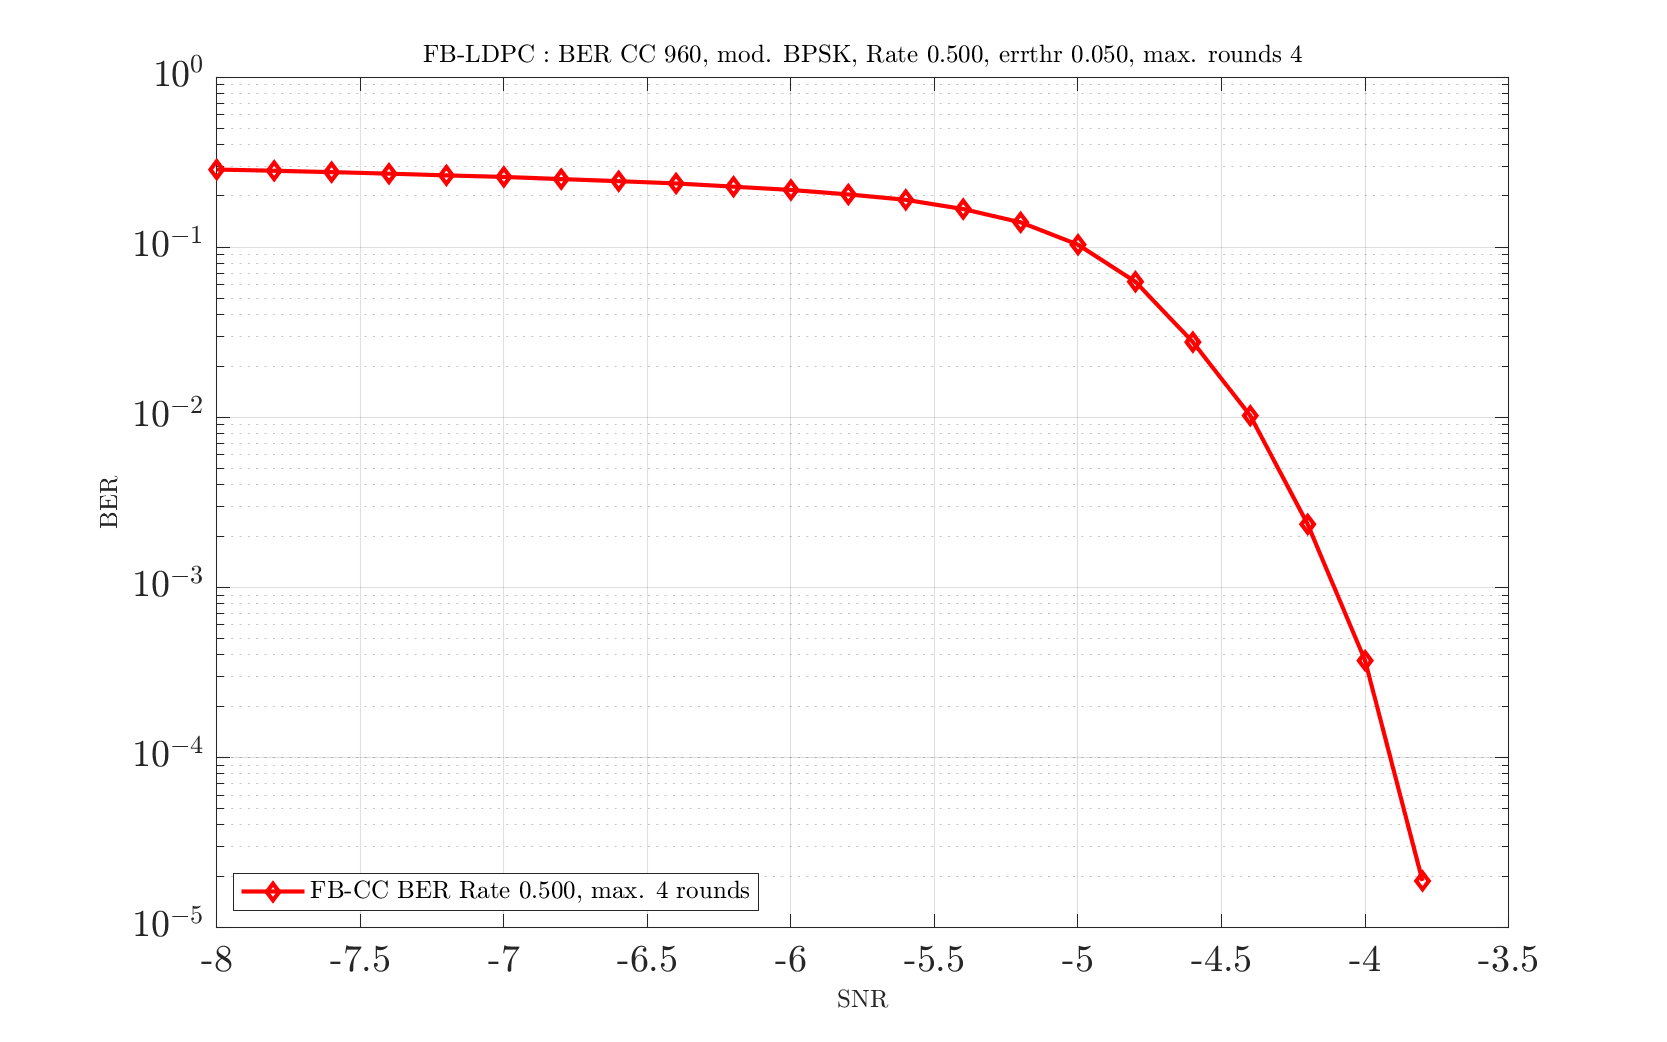 FB-LDPC : BER CC 960, mod. BPSK, Rate 0.500, errthr 0.050, max. rounds 4
10^0
10^-1
10^-2
10^-3
10^-4
10^-5
BER
FB-CC BER Rate 0.500, max. 4 rounds
-8 -7.5 -7 -6.5 -6 -5.5 -5 -4.5 -4 -3.5
SNR